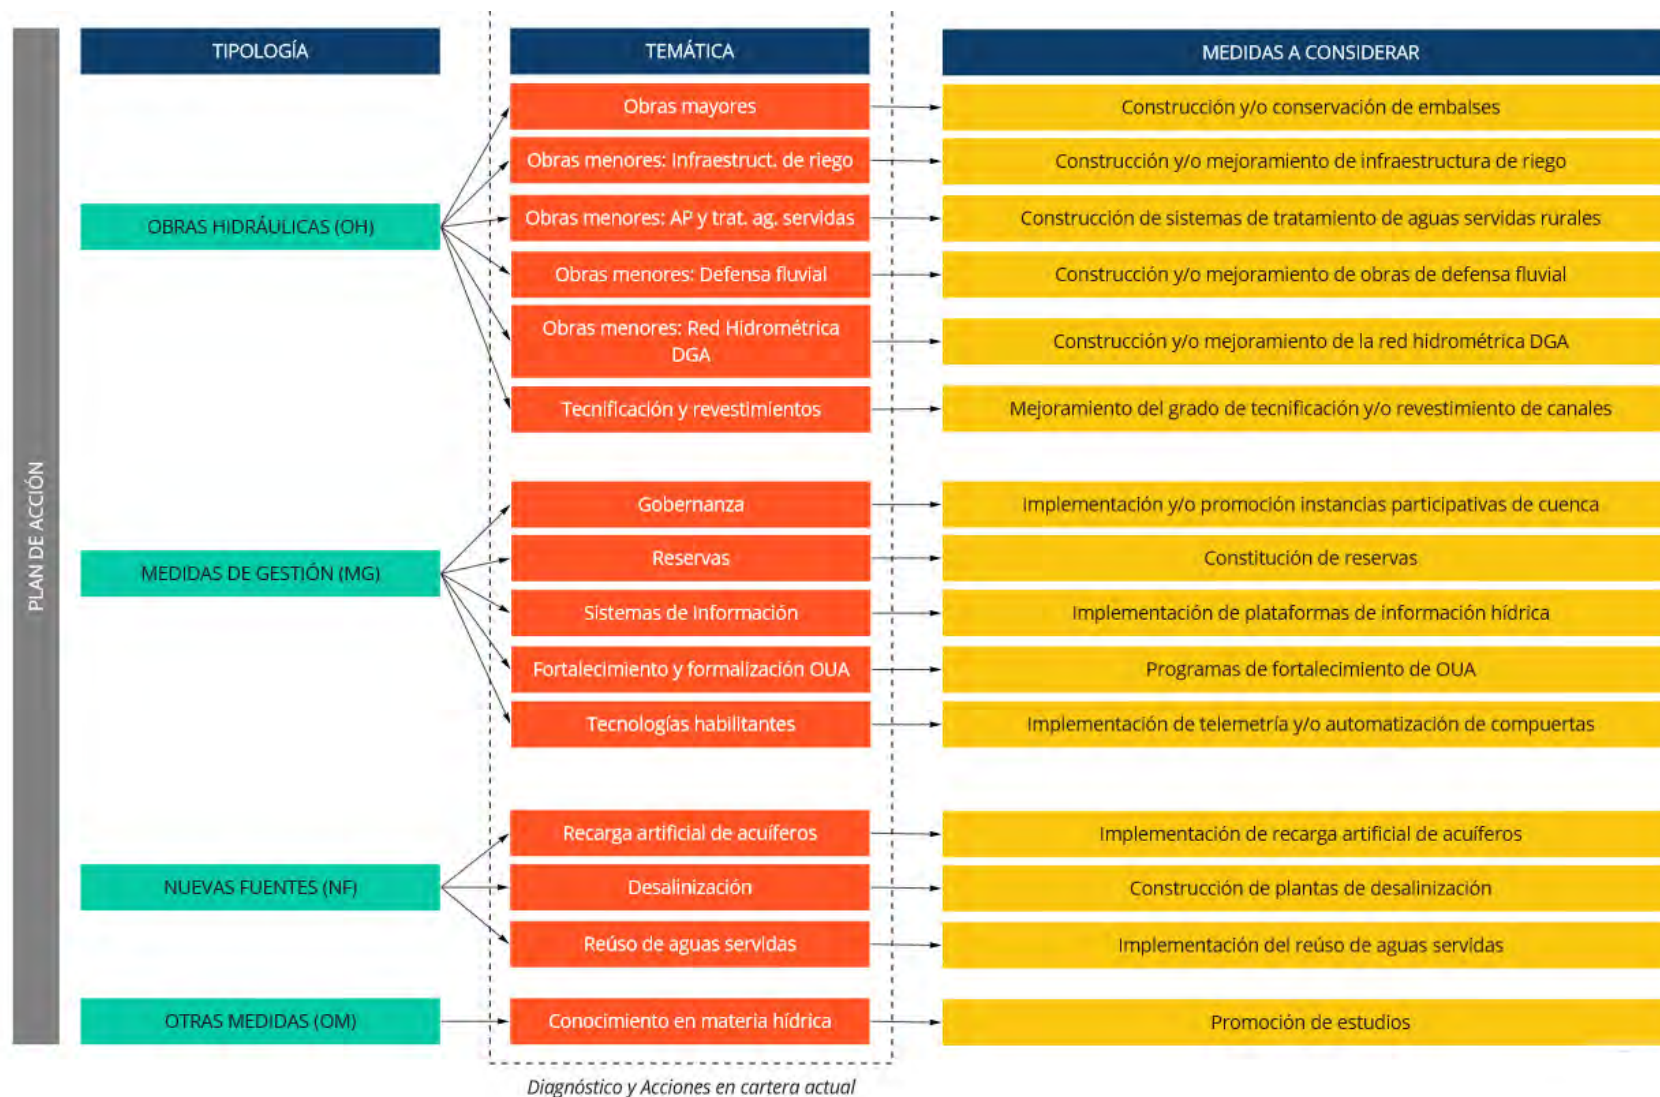 PLAN DE ACCIÓN
TIPOLOGÍA
TEMÁTICA
MEDIDAS A CONSIDERAR
OBRAS HIDRÁULICAS (OH)
Obras mayores
Construcción y/o conservación de embalses
Obras menores: Infraestruct. de riego
Construcción y/o mejoramiento de infraestructura de riego
Obras menores: AP y trat. ag. servidas
Construcción de sistemas de tratamiento de aguas servidas rurales
Obras menores: Defensa fluvial
Construcción y/o mejoramiento de obras de defensa fluvial
Obras menores: Red Hidrométrica
DGA
Construcción y/o mejoramiento de la red hidrométrica DGA
Tecnificación y revestimientos
Mejoramiento del grado de tecnificación y/o revestimiento de canales
MEDIDAS DE GESTIÓN (MG)
Gobernanza
Implementación y/o promoción instancias participativas de cuenca
Reservas
Constitución de reservas
Sistemas de Información
Implementación de plataformas de información hídrica
Fortalecimiento y formalización OUA
Programas de fortalecimiento de OUA
Tecnologías habilitantes
Implementación de telemetría y/o automatización de compuertas
NUEVAS FUENTES (NF)
Recarga artificial de acuíferos
Implementación de recarga artificial de acuíferos
Desalinización
Construcción de plantas de desalinización
Reúso de aguas servidas
Implementación del reúso de aguas servidas
OTRAS MEDIDAS (OM)
Conocimiento en materia hídrica
Promoción de estudios
Diagnóstico y Acciones en cartera actual